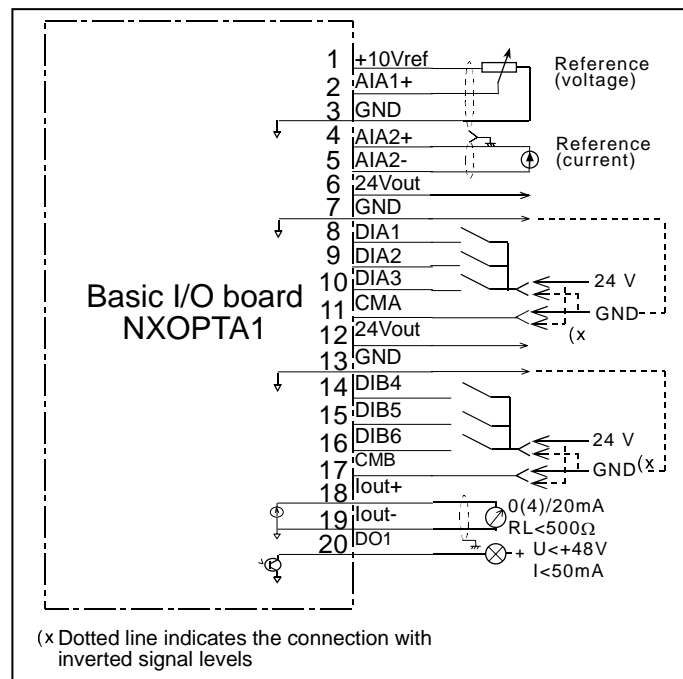 1 +10Vref
2 AIA1+
3 GND
4 AIA2+
5 AIA2-
6 24Vout
7 GND
8 DIA1
9 DIA2
10 DIA3
11 CMA
12 24Vout
13 GND
14 DIB4
15 DIB5
16 DIB6
17 CMB
18 Iout+
19 Iout-
20 DO1
Basic I/O board
NXOPTA1
Reference
(voltage)
Reference
(current)
24 V
GND
(x
24 V
GND (x
0(4)/20mA
RL<500Ω
+ U<+48V
I<50mA
(x Dotted line indicates the connection with
inverted signal levels